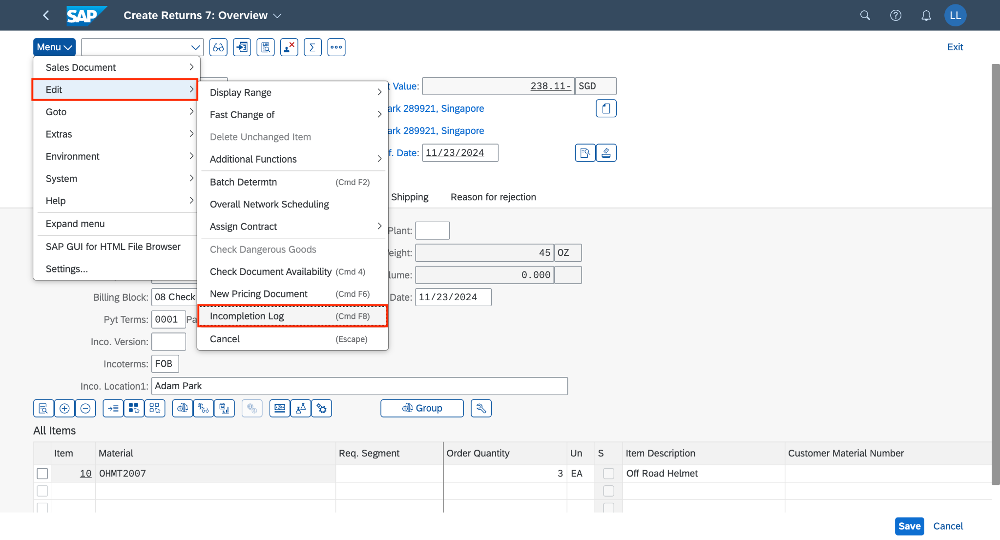 SAP Create Returns 7: Overview LL
Menu Exit
Sales Document
Edit
Goto
Extras
Environment
System
Help
Expand menu
SAP GUI for HTML File Browser
Settings...
Display Range
Fast Change of
Delete Unchanged Item
Additional Functions
Batch Determtn (Cmd F2)
Overall Network Scheduling
Assign Contract
Check Dangerous Goods
Check Document Availability (Cmd 4)
New Pricing Document (Cmd F6)
Incompletion Log (Cmd F8)
Cancel (Escape)
t Value: 238.11- SGD
ark 289921, Singapore
ark 289921, Singapore
f. Date: 11/23/2024
Shipping Reason for rejection
Plant:
eight: 45 OZ
lume: 0.000
Billing Block: 08 Check Date: 11/23/2024
Pyt Terms: 0001 Pa
Inco. Version:
Incoterms: FOB
Inco. Location1: Adam Park
Group
All Items
Item Material Req. Segment Order Quantity Un S Item Description Customer Material Number
10 OHMT2007 3 EA Off Road Helmet
Save Cancel